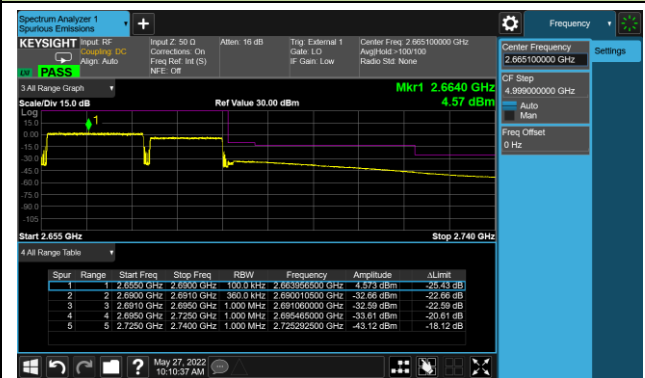 Spectrum Analyzer 1
Spurious Emissions
Frequency
KEYSIGHT
Input: RF
Coupling: DC
Align: Auto
Input Z: 50 Ω
Corrections: On
Freq Ref: Int (S)
NFE: Off
Atten: 16 dB
Trig: External 1
Gate: LO
IF Gain: Low
Center Freq: 2.665100000 GHz
Avg|Hold:>100/100
Radio Std: None
LW PASS
Center Frequency
2.665100000 GHz
Settings
CF Step
4.999000000 GHz
Auto
Man
Freq Offset
0 Hz
3 All Range Graph
Mkr1 2.6640 GHz
Scale/Div 15.0 dB
Ref Value 30.00 dBm
4.57 dBm
Log
15.0
0.00
-15.0
-30.0
-45.0
-60.0
-75.0
-90.0
-105
1
Start 2.655 GHz
Stop 2.740 GHz
4 All Range Table
Spur Range Start Freq Stop Freq RBW Frequency Amplitude ΔLimit
1 1 2.6550 GHz 2.6900 GHz 100.0 kHz 2.663956500 GHz 4.573 dBm -25.43 dB
2 2 2.6900 GHz 2.6910 GHz 360.0 kHz 2.690010500 GHz -32.66 dBm -22.66 dB
3 3 2.6910 GHz 2.6950 GHz 1.000 MHz 2.691060000 GHz -32.59 dBm -22.59 dB
4 4 2.6950 GHz 2.7250 GHz 1.000 MHz 2.695465000 GHz -33.61 dBm -20.61 dB
5 5 2.7250 GHz 2.7400 GHz 1.000 MHz 2.725292500 GHz -43.12 dBm -18.12 dB
May 27, 2022
10:10:37 AM